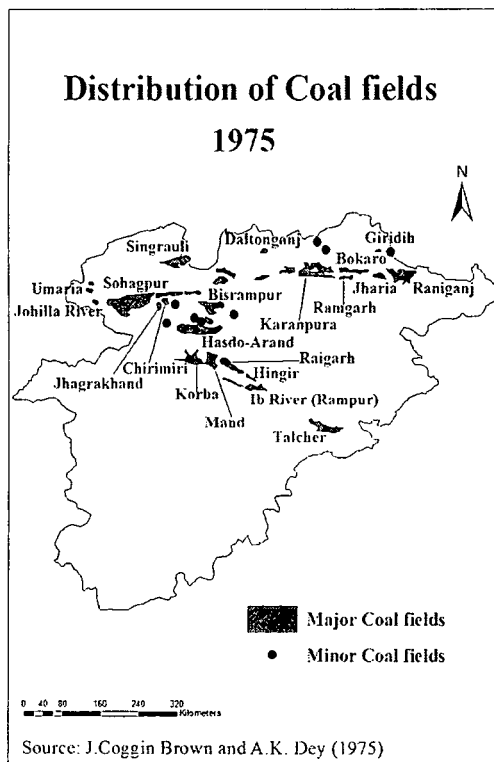 Distribution of Coal fields
1975
N
Singrauli
Daltonganj
Giridih
Bokaro
Umaria
Sohagpur
Bisrampur
Jharia
Raniganj
Johilla River
Ramgarh
Karanpura
Hasdo-Arand
Chirimiri
Raigarh
Jhagrakhand
Hingir
Korba
Ib River (Rampur)
Mand
Talcher
Major Coal fields
Minor Coal fields
0 40 80 160 240 320
Kilometers
Source: J.Coggin Brown and A.K. Dey (1975)